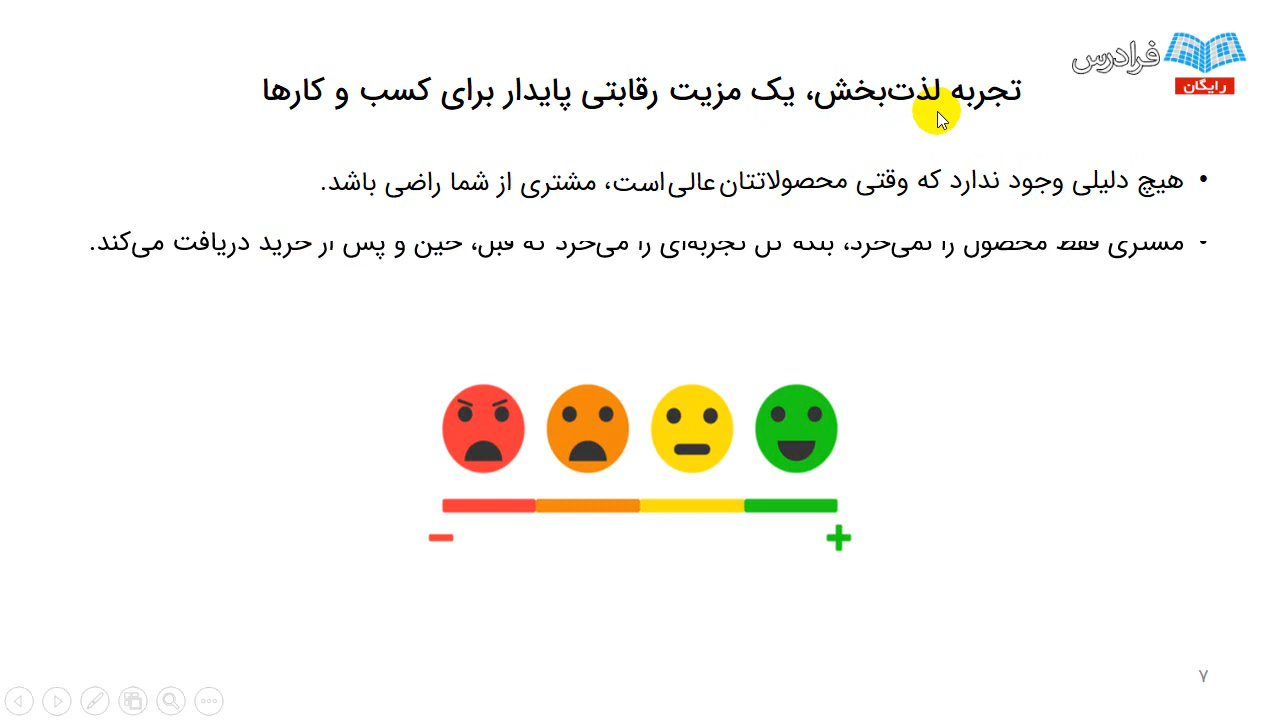 فرادرس
رایگان
تجربه لذت‌بخش، یک مزیت رقابتی پایدار برای کسب و کارها
• هیچ دلیلی وجود ندارد که وقتی محصولاتتان عالی است، مشتری از شما راضی باشد.
• مشتری فقط محصول را نمی‌خرد، بلکه کل تجربه‌ای را می‌خرد که قبل، حین و پس از خرید دریافت می‌کند.
۷